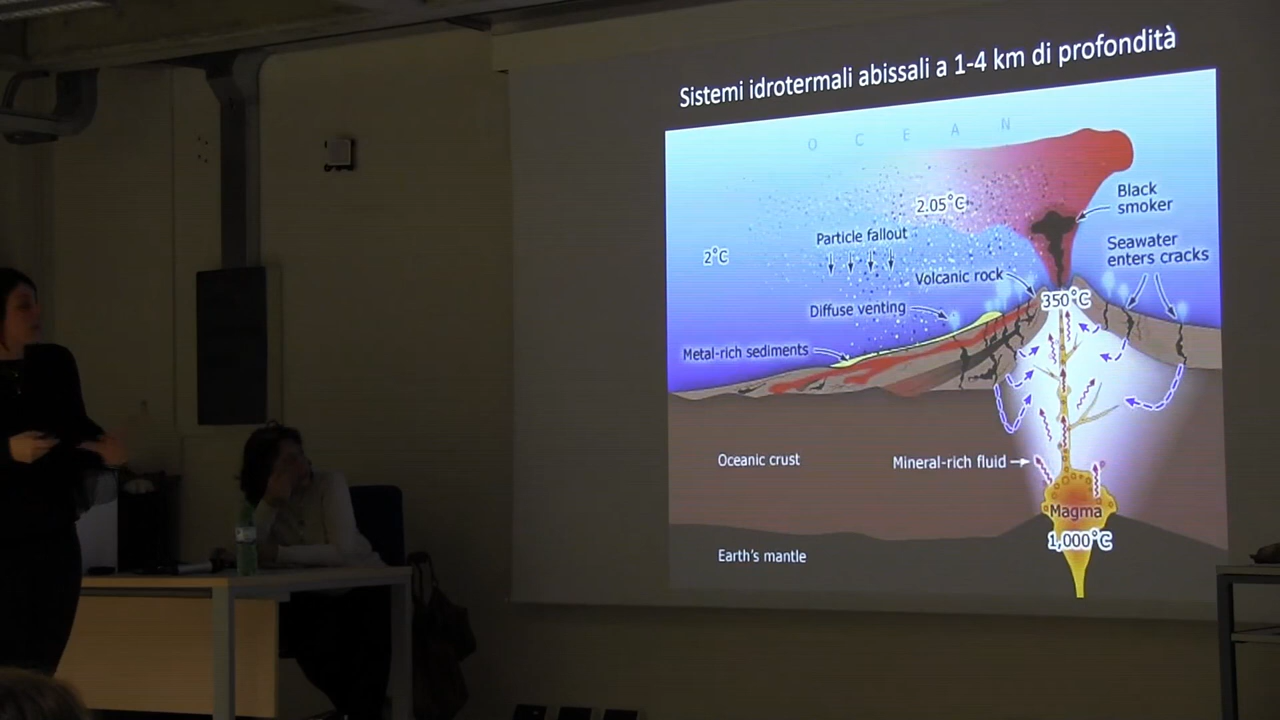 Sistemi idrotermali abissali a 1-4 km di profondità
OCEAN
2.05°C
Black
smoker
Particle fallout
2°C
Seawater
enters cracks
Volcanic rock
350°C
Diffuse venting
Metal-rich sediments
Oceanic crust
Mineral-rich fluid
Magma
1,000°C
Earth's mantle